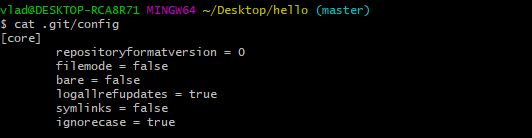 vlad@DESKTOP-RCA8R71 MINGW64 ~/Desktop/hello (master)
$ cat .git/config
[core]
        repositoryformatversion = 0
        filemode = false
        bare = false
        logallrefupdates = true
        symlinks = false
        ignorecase = true